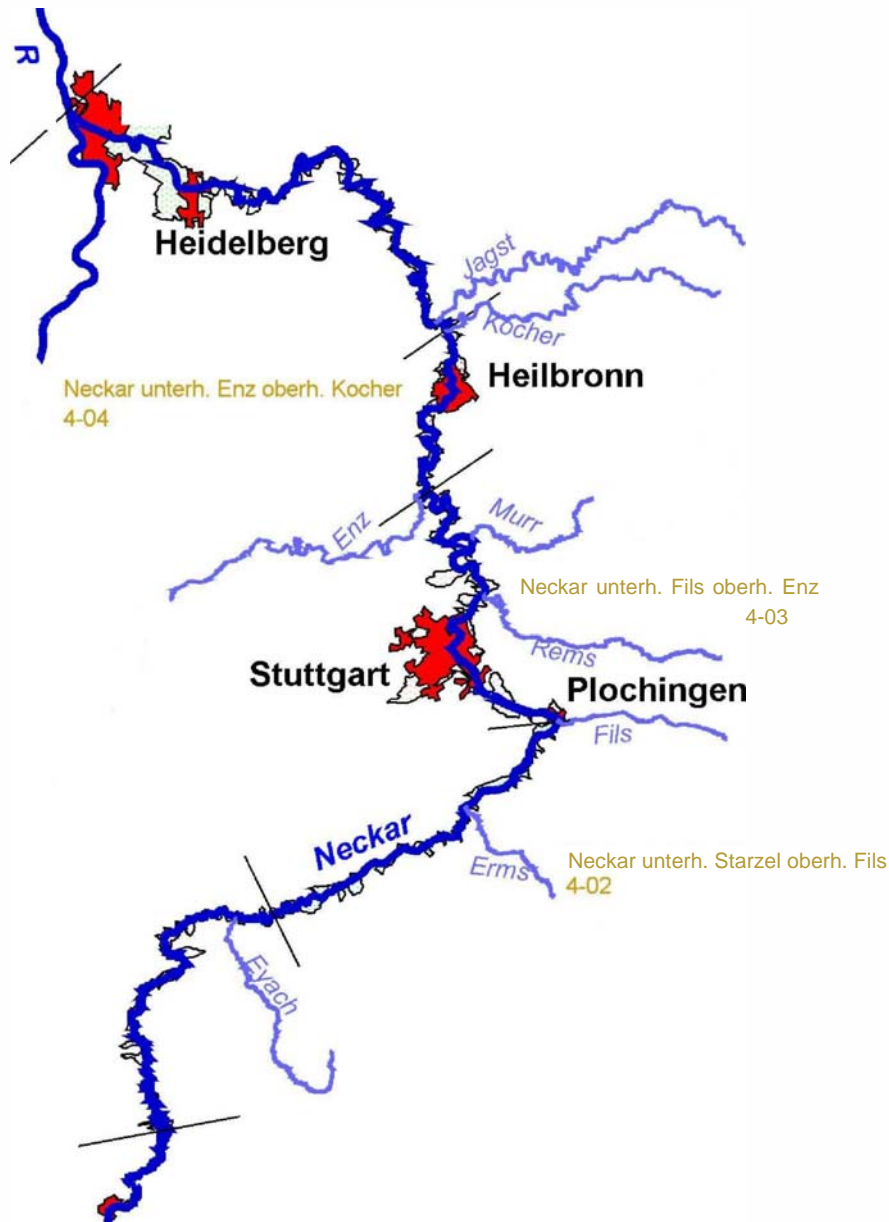 R
Heidelberg
Jagst
Kocher
Neckar unterh. Enz oberh. Kocher
4-04
Heilbronn
Enz
Murr
Neckar unterh. Fils oberh. Enz
4-03
Rems
Stuttgart
Plochingen
Fils
Neckar
Erms
Neckar unterh. Starzel oberh. Fils
4-02
Eyach